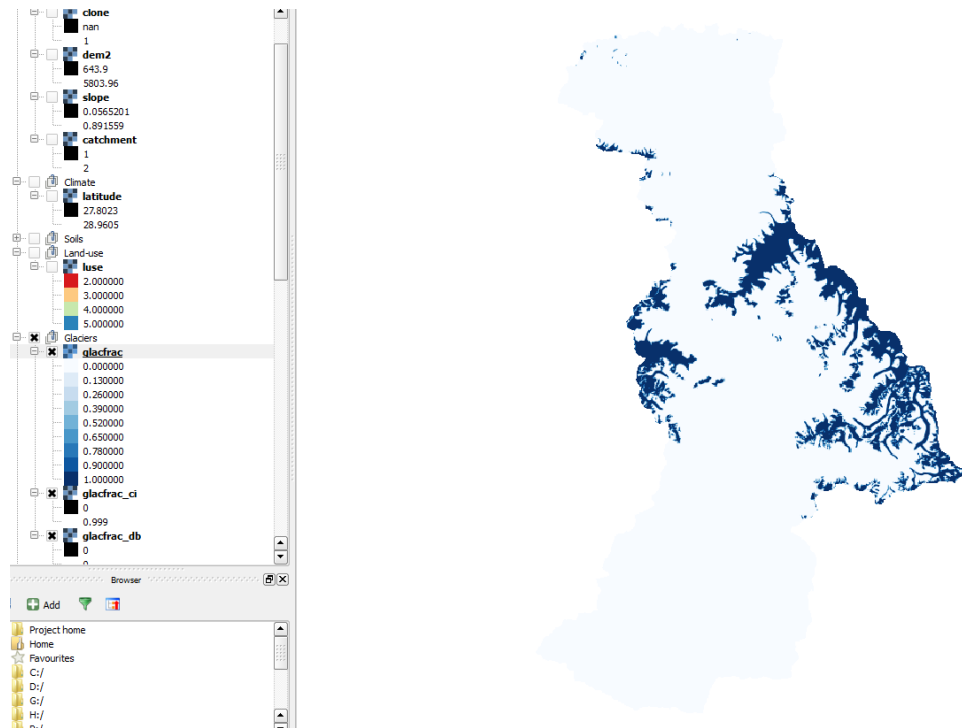 clone
nan
1
dem2
643.9
5803.96
slope
0.0565201
0.891559
catchment
1
2
Climate
latitude
27.8023
28.9605
Soils
Land-use
luse
2.000000
3.000000
4.000000
5.000000
Glaciers
glacfrac
0.000000
0.130000
0.260000
0.390000
0.520000
0.650000
0.780000
0.900000
1.000000
glacfrac_ci
0
0.999
glacfrac_db
0
Browser
Add
Project home
Home
Favourites
C:/
D:/
G:/
H:/